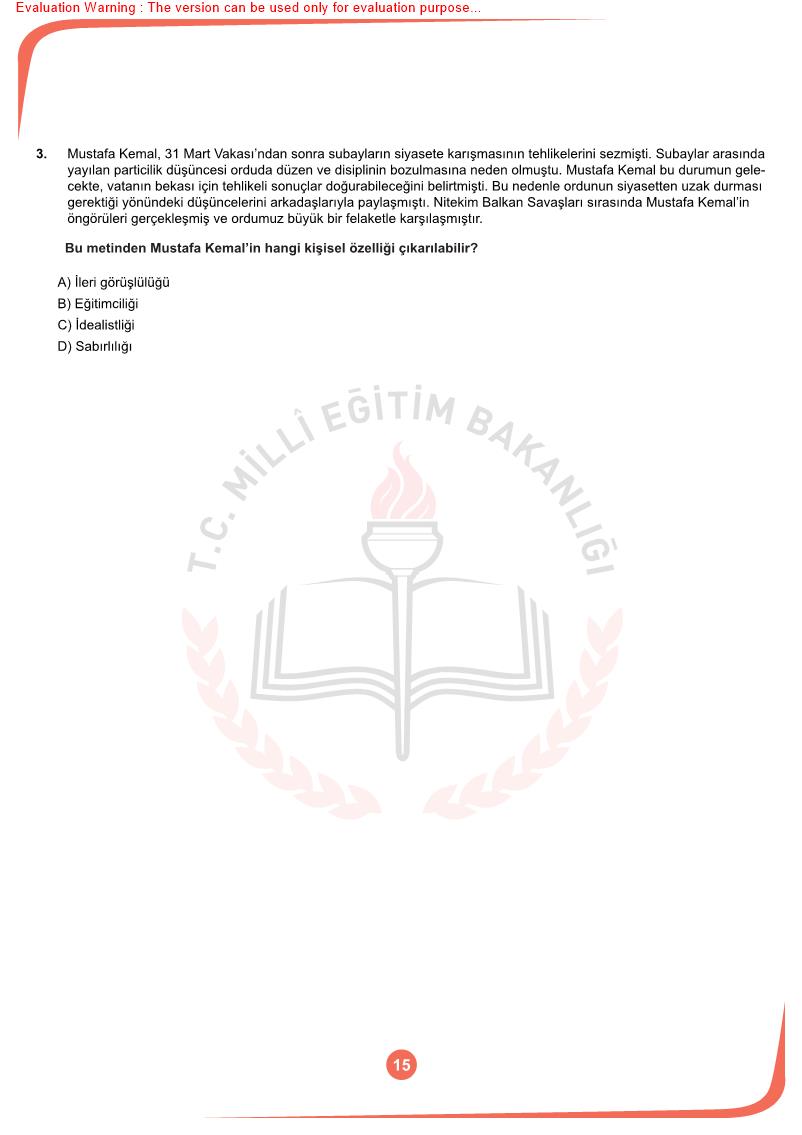 Evaluation Warning : The version can be used only for evaluation purpose...
3. Mustafa Kemal, 31 Mart Vakası’ndan sonra subayların siyasete karışmasının tehlikelerini sezmişti. Subaylar arasında
yayılan particilik düşüncesi orduda düzen ve disiplinin bozulmasına neden olmuştu. Mustafa Kemal bu durumun gele-
cekte, vatanın bekası için tehlikeli sonuçlar doğurabileceğini belirtmişti. Bu nedenle ordunun siyasetten uzak durması
gerektiği yönündeki düşüncelerini arkadaşlarıyla paylaşmıştı. Nitekim Balkan Savaşları sırasında Mustafa Kemal’in
öngörüleri gerçekleşmiş ve ordumuz büyük bir felaketle karşılaşmıştır.
Bu metinden Mustafa Kemal’in hangi kişisel özelliği çıkarılabilir?
A) İleri görüşlülüğü
B) Eğitimciliği
C) İdealistliği
D) Sabırlılığı
T.C. MİLLÎ EĞİTİM BAKANLIĞI
15